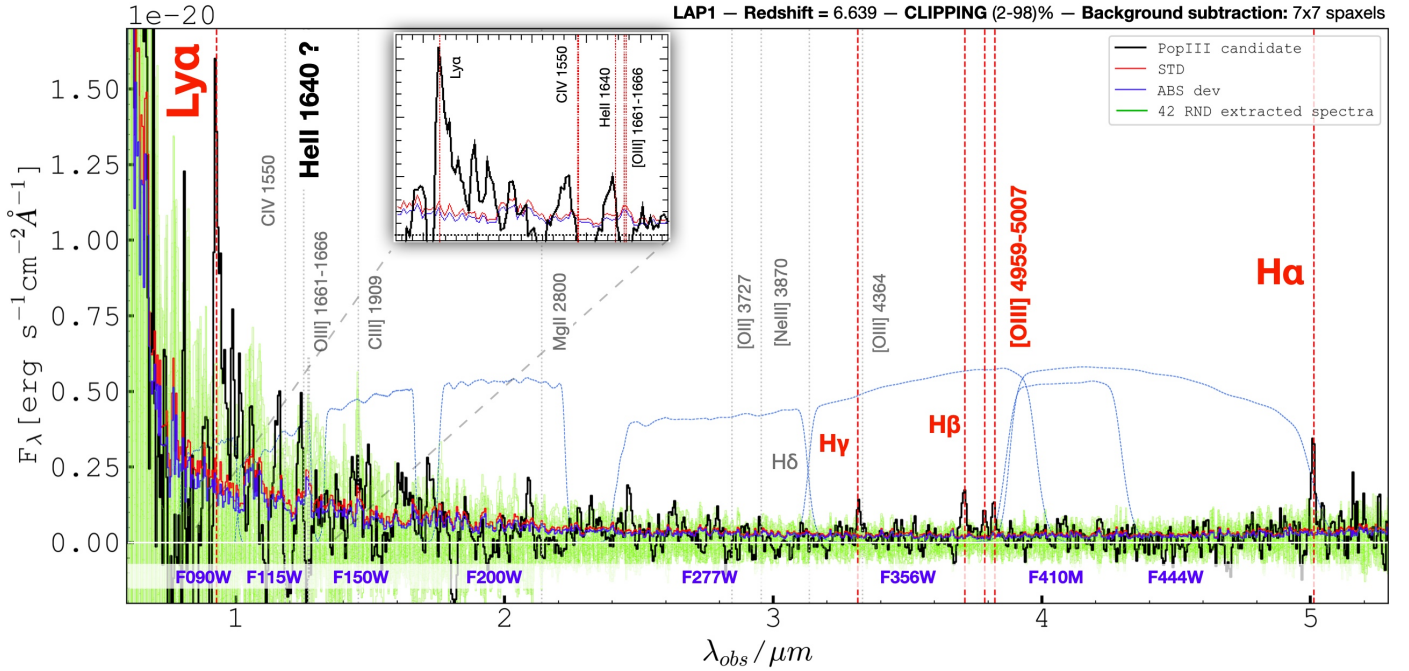 1e−20
LAP1 — Redshift = 6.639 — CLIPPING (2-98)% — Background subtraction: 7x7 spaxels
Fλ [erg s⁻¹cm⁻²Å⁻¹]
1.50
1.25
1.00
0.75
0.50
0.25
0.00
Lyα
HeII 1640 ?
CIV 1550
OIII] 1661-1666
CIII] 1909
MgII 2800
[OII] 3727
[NeIII] 3870
[OIII] 4364
[OIII] 4959-5007
Hα
Hδ
Hγ
Hβ
Lyα
CIV 1550
HeII 1640
[OIII] 1661-1666
PopIII candidate
STD
ABS dev
42 RND extracted spectra
F090W
F115W
F150W
F200W
F277W
F356W
F410M
F444W
1
2
3
4
5
λobs/μm